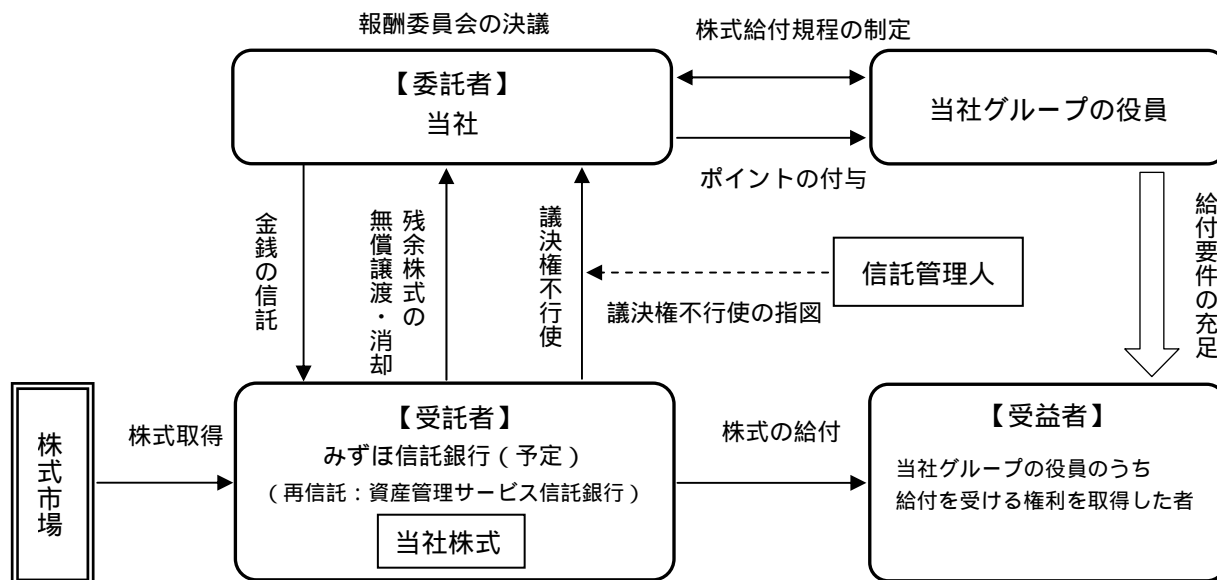 報酬委員会の決議
株式給付規程の制定
【委託者】
当社
当社グループの役員
ポイントの付与
金銭の信託
残余株式の
無償譲渡・消却
議決権不行使
信託管理人
議決権不行使の指図
給付要件の充足
株式市場
株式取得
【受託者】
みずほ信託銀行(予定)
(再信託:資産管理サービス信託銀行)
当社株式
株式の給付
【受益者】
当社グループの役員のうち
給付を受ける権利を取得した者